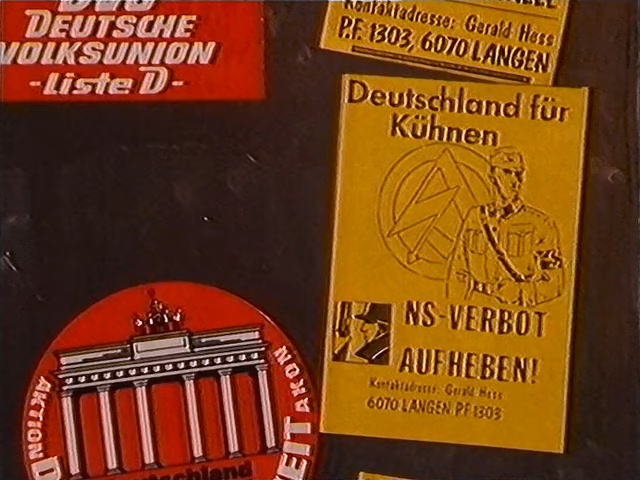 DEUTSCHE
VOLKSUNION
-Liste D-
Kontaktadresse: Gerald Hess
P.F. 1303, 6070 LANGEN
Deutschland für
Kühnen
NS-VERBOT
AUFHEBEN!
Kontaktadresse: Gerald Hess
6070 LANGEN PF 1303
AKTION